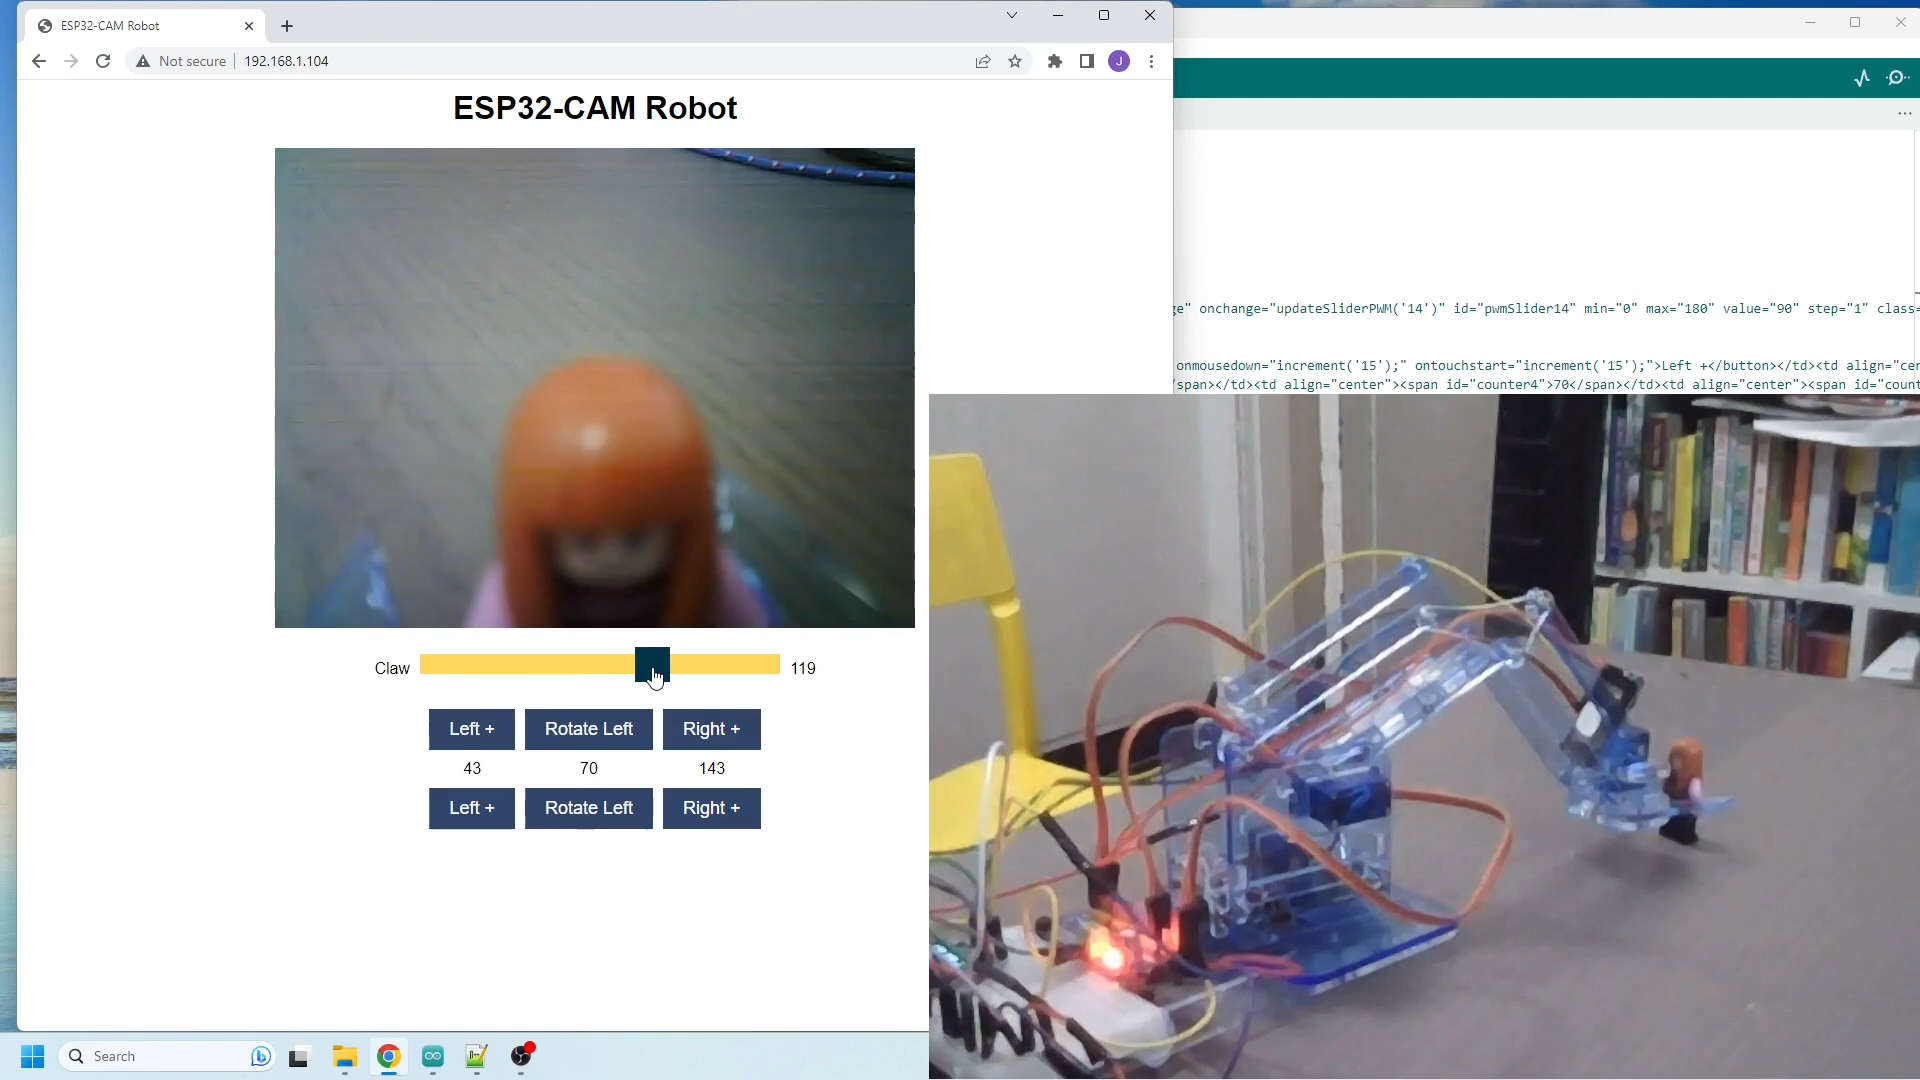 ESP32-CAM Robot
Not secure
192.168.1.104
J
ESP32-CAM Robot
Claw
119
Left + Rotate Left Right +
43 70 143
Left + Rotate Left Right +
ge" onchange="updateSliderPWM('14')" id="pwmSlider14" min="0" max="180" value="90" step="1" class=
onmousedown="increment('15');" ontouchstart="increment('15');">Left +</button></td><td align="cen
span></td><td align="center"><span id="counter4">70</span></td><td align="center"><span id="count
Search